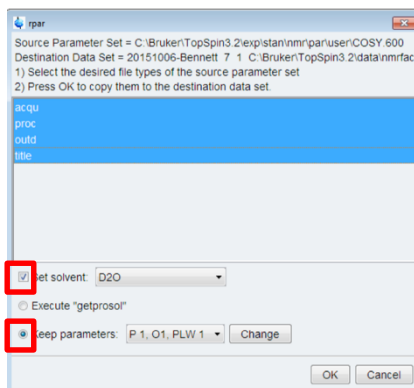 rpar
Source Parameter Set = C:\Bruker\TopSpin3.2\exp\stan\nmr\par\user\COSY.600
Destination Data Set = 20151006-Bennett 7 1 C:\Bruker\TopSpin3.2\data\nmrfac
1) Select the desired file types of the source parameter set
2) Press OK to copy them to the destination data set.
acqu
proc
outd
title
Set solvent: D2O
Execute "getprosol"
Keep parameters: P 1, O1, PLW 1 Change
OK Cancel